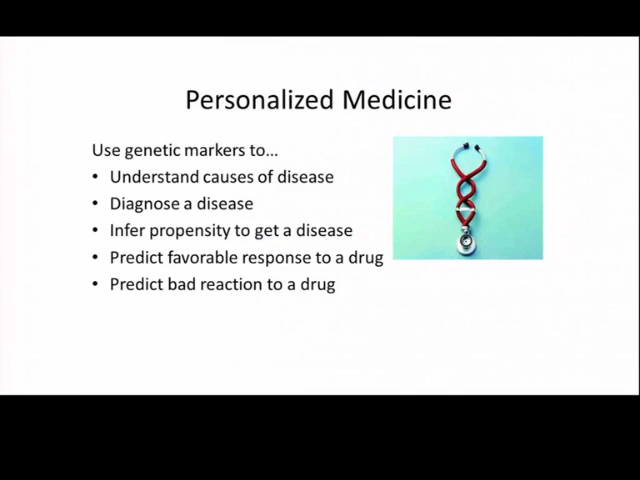 Personalized Medicine
Use genetic markers to...
• Understand causes of disease
• Diagnose a disease
• Infer propensity to get a disease
• Predict favorable response to a drug
• Predict bad reaction to a drug